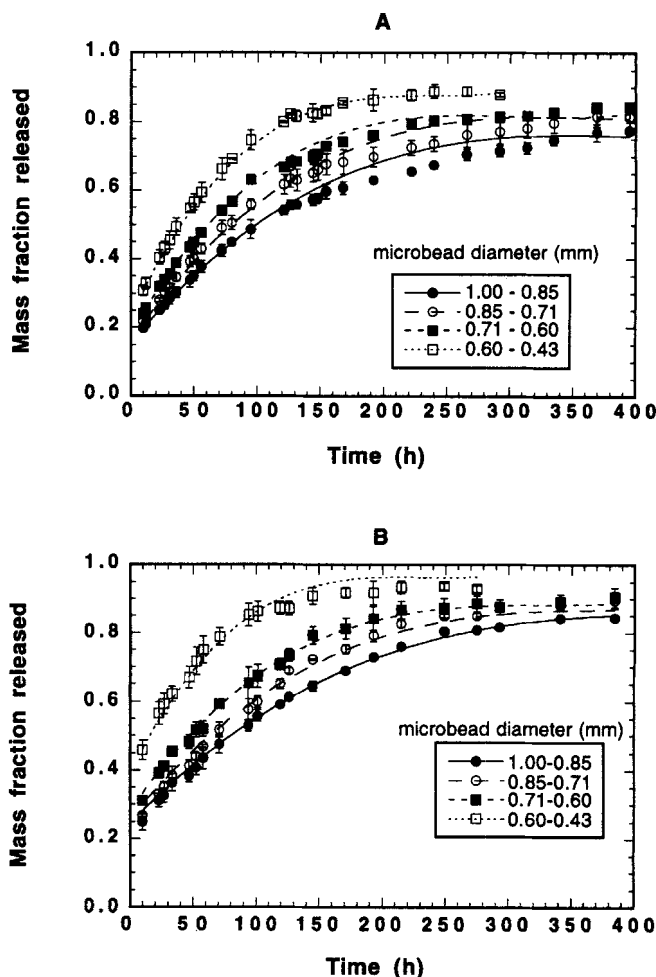 A
Mass fraction released
1.0
0.8
0.6
0.4
0.2
0.0
microbead diameter (mm)
1.00 - 0.85
0.85 - 0.71
0.71 - 0.60
0.60 - 0.43
0 50 100 150 200 250 300 350 400
Time (h)
B
Mass fraction released
1.0
0.8
0.6
0.4
0.2
0.0
microbead diameter (mm)
1.00-0.85
0.85-0.71
0.71-0.60
0.60-0.43
0 50 100 150 200 250 300 350 400
Time (h)